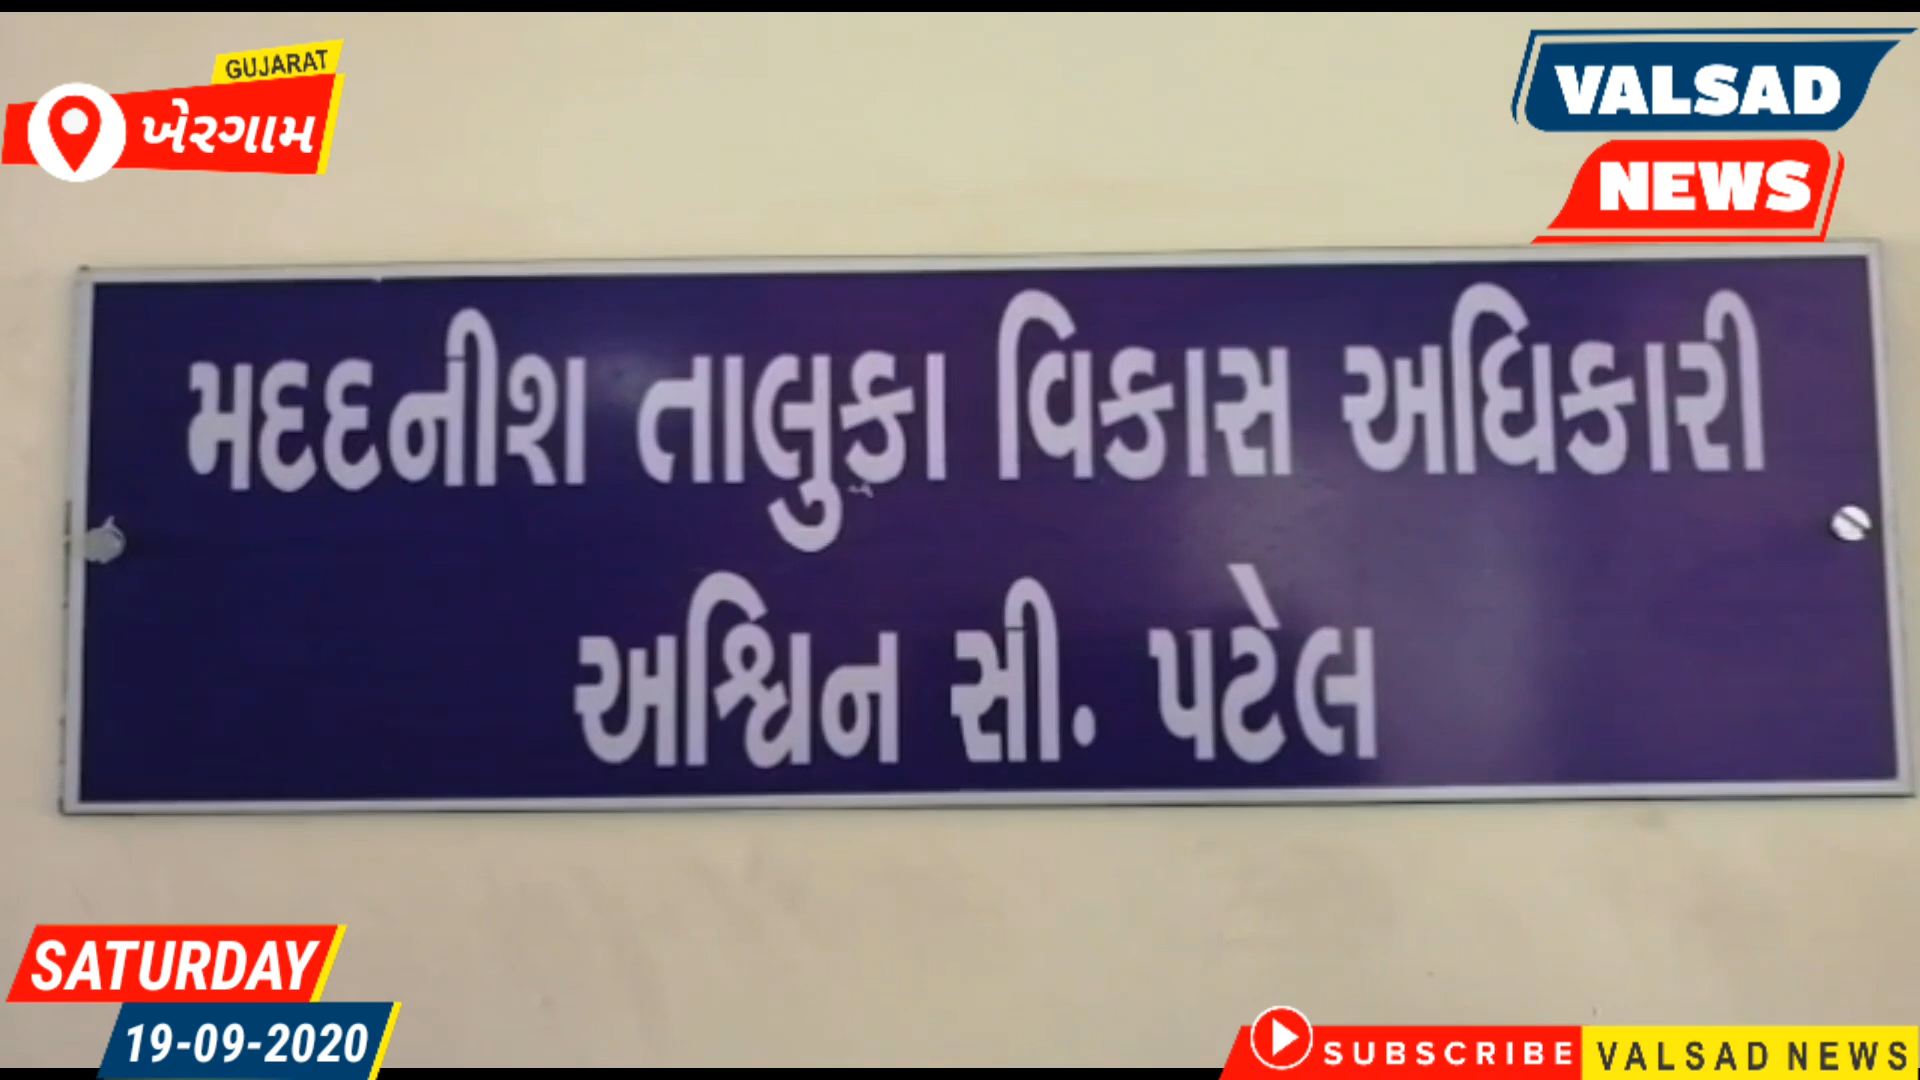 GUJARAT
ખેરગામ
VALSAD
NEWS
મદદનીશ તાલુકા વિકાસ અધિકારી
અશ્વિન સી. પટેલ
SATURDAY
19-09-2020
SUBSCRIBE VALSAD NEWS